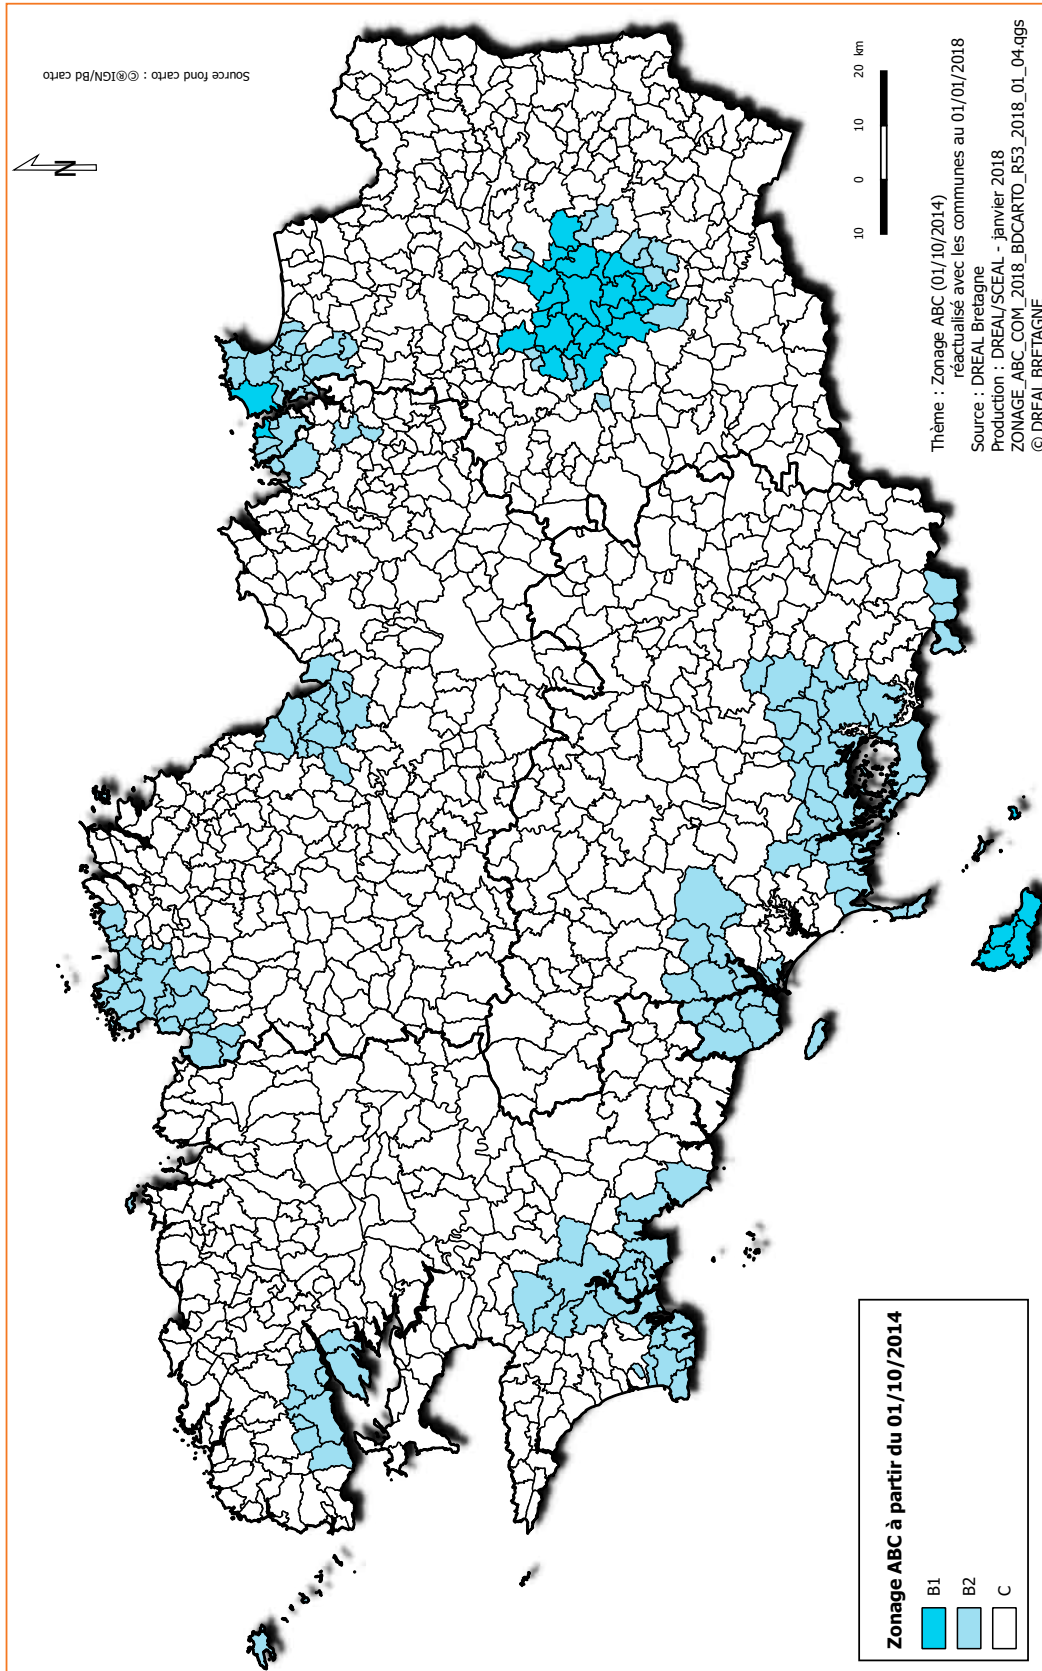 Source fond carto : ©®IGN/Bd carto
N
10 0 10 20 km
Thème : Zonage ABC (01/10/2014)
réactualisé avec les communes au 01/01/2018
Source : DREAL Bretagne
Production : DREAL/SCEAL - janvier 2018
ZONAGE_ABC_COM_2018_BDCARTO_R53_2018_01_04.qgs
© DREAL BRETAGNE
Zonage ABC à partir du 01/10/2014
B1
B2
C